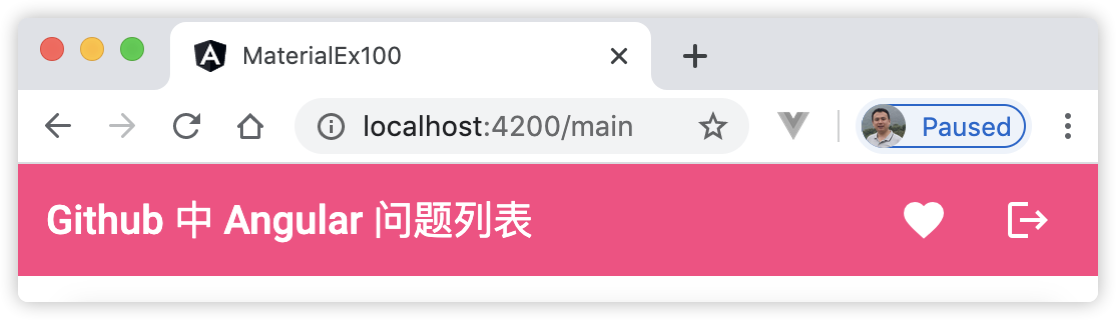 MaterialEx100
localhost:4200/main
Paused
Github 中 Angular 问题列表